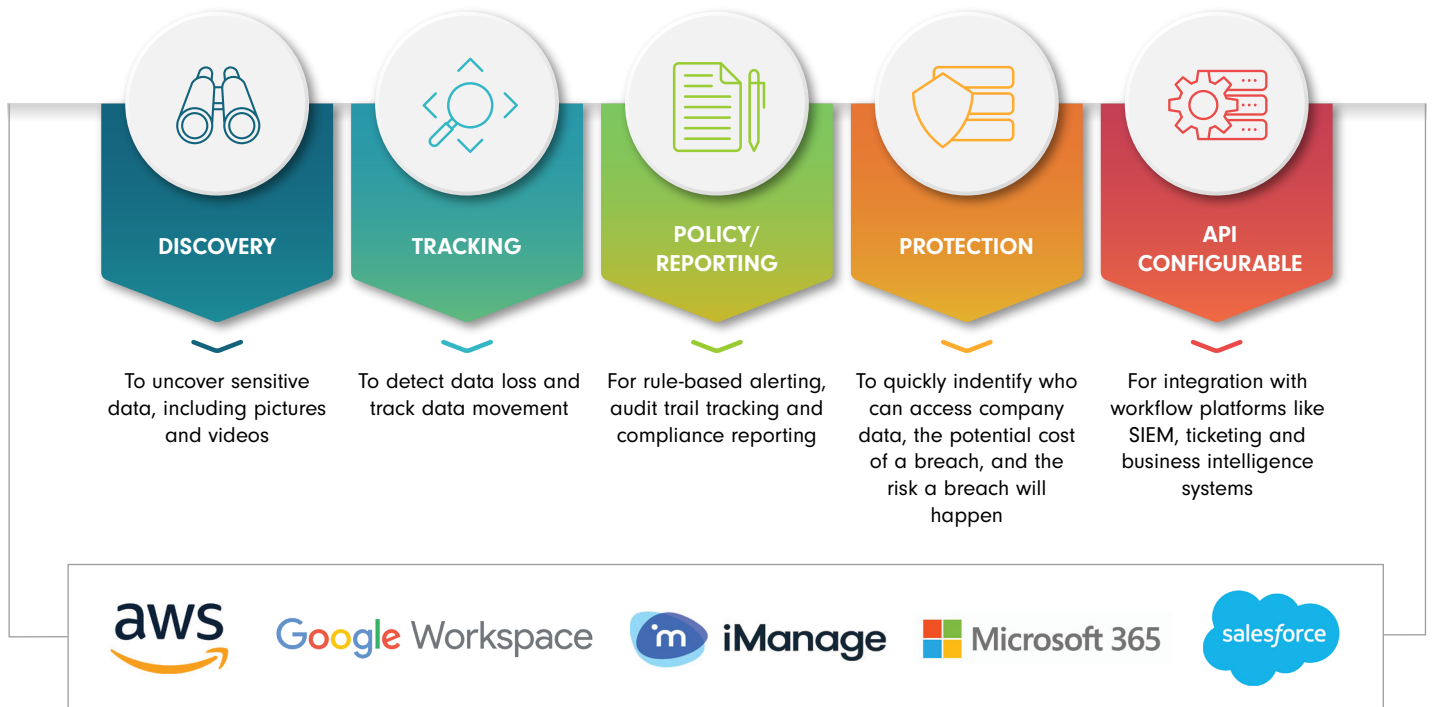 DISCOVERY
To uncover sensitive
data, including pictures
and videos
TRACKING
To detect data loss and
track data movement
POLICY/
REPORTING
For rule-based alerting,
audit trail tracking and
compliance reporting
PROTECTION
To quickly indentify who
can access company
data, the potential cost
of a breach, and the
risk a breach will
happen
API
CONFIGURABLE
For integration with
workflow platforms like
SIEM, ticketing and
business intelligence
systems
aws
Google Workspace
im iManage
Microsoft 365
salesforce